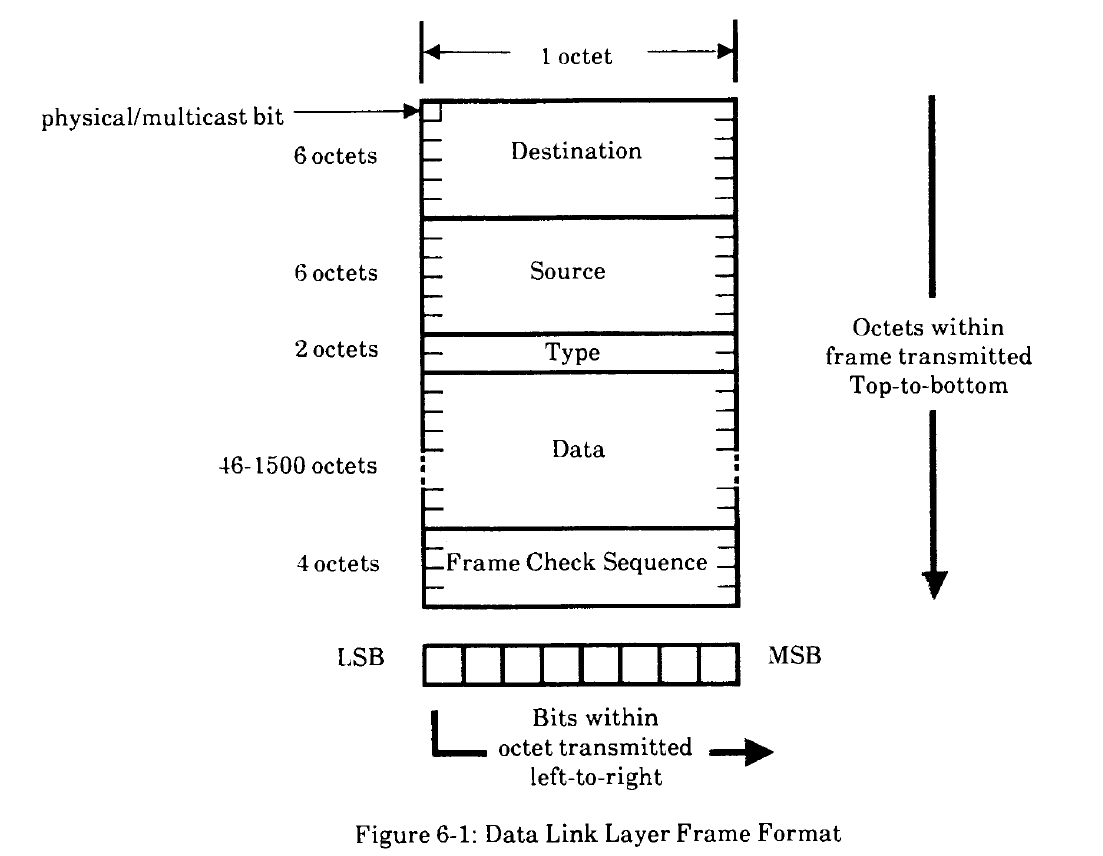 1 octet
physical/multicast bit
6 octets
Destination
6 octets
Source
2 octets
Type
Octets within
frame transmitted
Top-to-bottom
46-1500 octets
Data
4 octets
Frame Check Sequence
LSB
MSB
Bits within
octet transmitted
left-to-right
Figure 6-1: Data Link Layer Frame Format